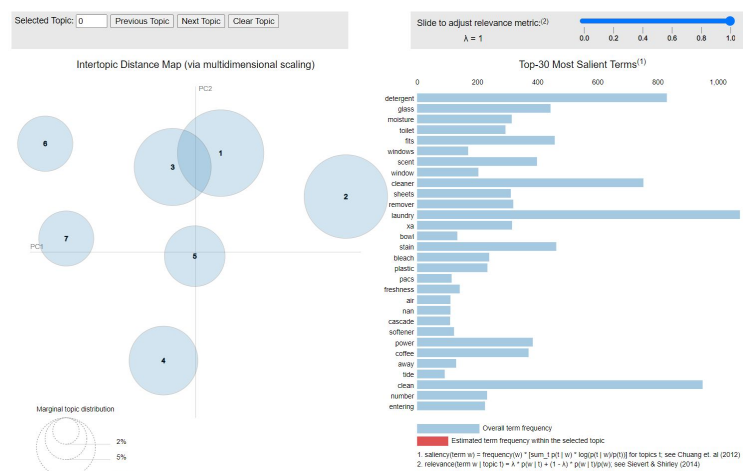 Selected Topic: 0 Previous Topic Next Topic Clear Topic
Slide to adjust relevance metric:(2)
λ = 1
0.0 0.2 0.4 0.6 0.8 1.0
Intertopic Distance Map (via multidimensional scaling)
PC2
PC1
6
3
1
2
7
5
4
Marginal topic distribution
2%
5%
Top-30 Most Salient Terms(1)
0 200 400 600 800 1,000
detergent
glass
moisture
toilet
fits
windows
scent
window
cleaner
sheets
remover
laundry
xa
bowl
stain
bleach
plastic
pacs
freshness
air
nan
cascade
softener
power
coffee
away
tide
clean
number
entering
Overall term frequency
Estimated term frequency within the selected topic
1. saliency(term w) = frequency(w) * [sum_t p(t | w) * log(p(t | w)/p(t))] for topics t; see Chuang et. al (2012)
2. relevance(term w | topic t) = λ * p(w | t) + (1 - λ) * p(w | t)/p(w); see Sievert & Shirley (2014)